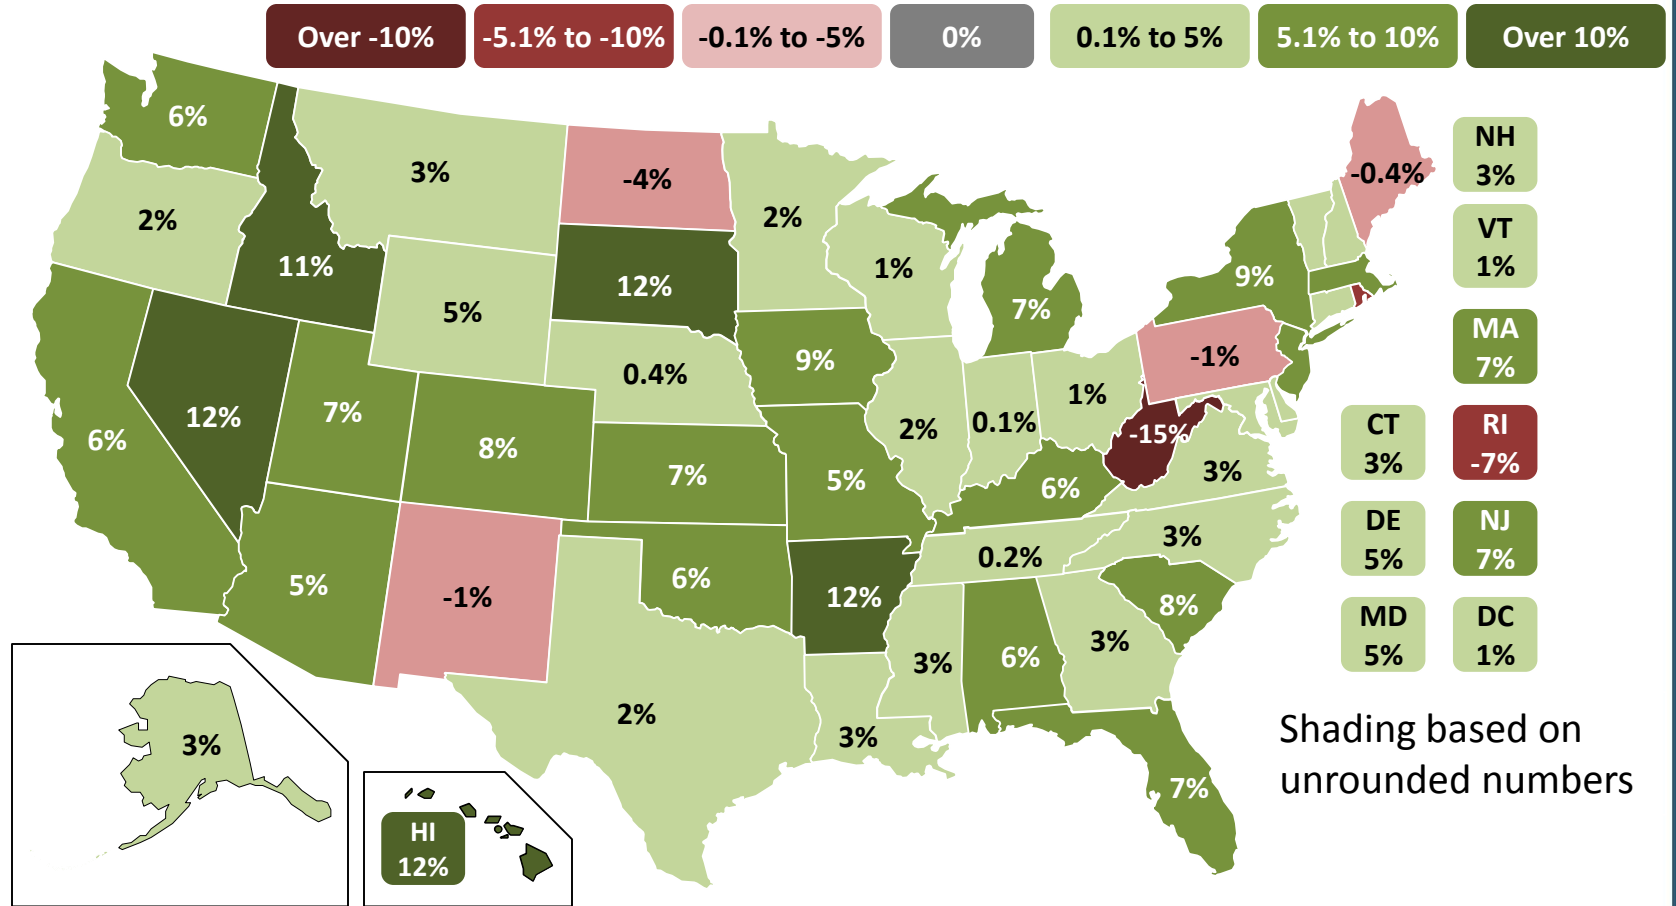 Over -10%
-5.1% to -10%
-0.1% to -5%
0%
0.1% to 5%
5.1% to 10%
Over 10%
6%
3%
-4%
2%
-0.4%
NH
3%
2%
VT
1%
11%
12%
1%
9%
5%
7%
MA
7%
0.4%
9%
-1%
12%
7%
1%
6%
8%
2%
0.1%
-15%
CT
3%
RI
-7%
7%
5%
6%
3%
DE
5%
NJ
7%
3%
0.2%
5%
-1%
6%
12%
8%
MD
5%
DC
1%
3%
6%
3%
2%
3%
3%
7%
Shading based on
unrounded numbers
HI
12%